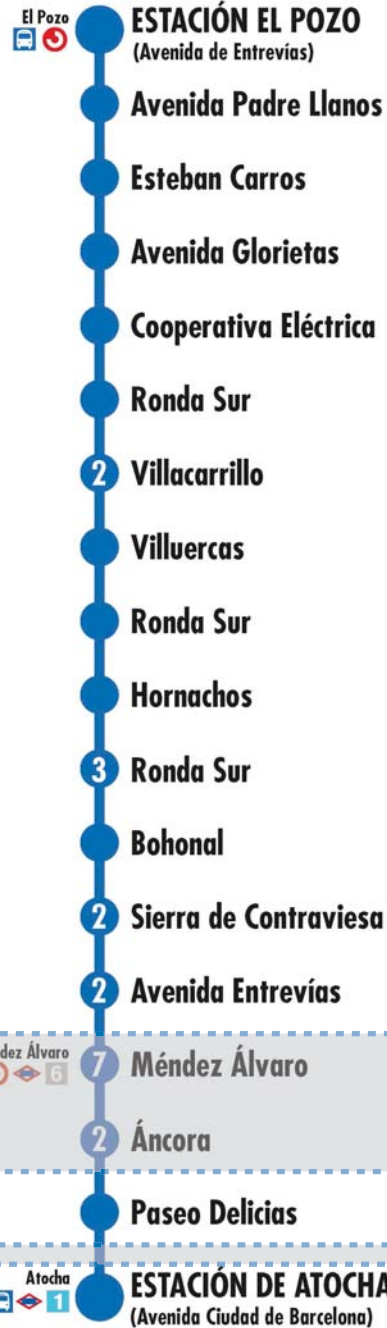 El Pozo
ESTACIÓN EL POZO
(Avenida de Entrevías)
Avenida Padre Llanos
Esteban Carros
Avenida Glorietas
Cooperativa Eléctrica
Ronda Sur
2 Villacarrillo
Villuercas
Ronda Sur
Hornachos
3 Ronda Sur
Bohonal
2 Sierra de Contraviesa
2 Avenida Entrevías
dez Álvaro
6
7 Méndez Álvaro
2 Áncora
Paseo Delicias
Atocha
1
ESTACIÓN DE ATOCHA
(Avenida Ciudad de Barcelona)